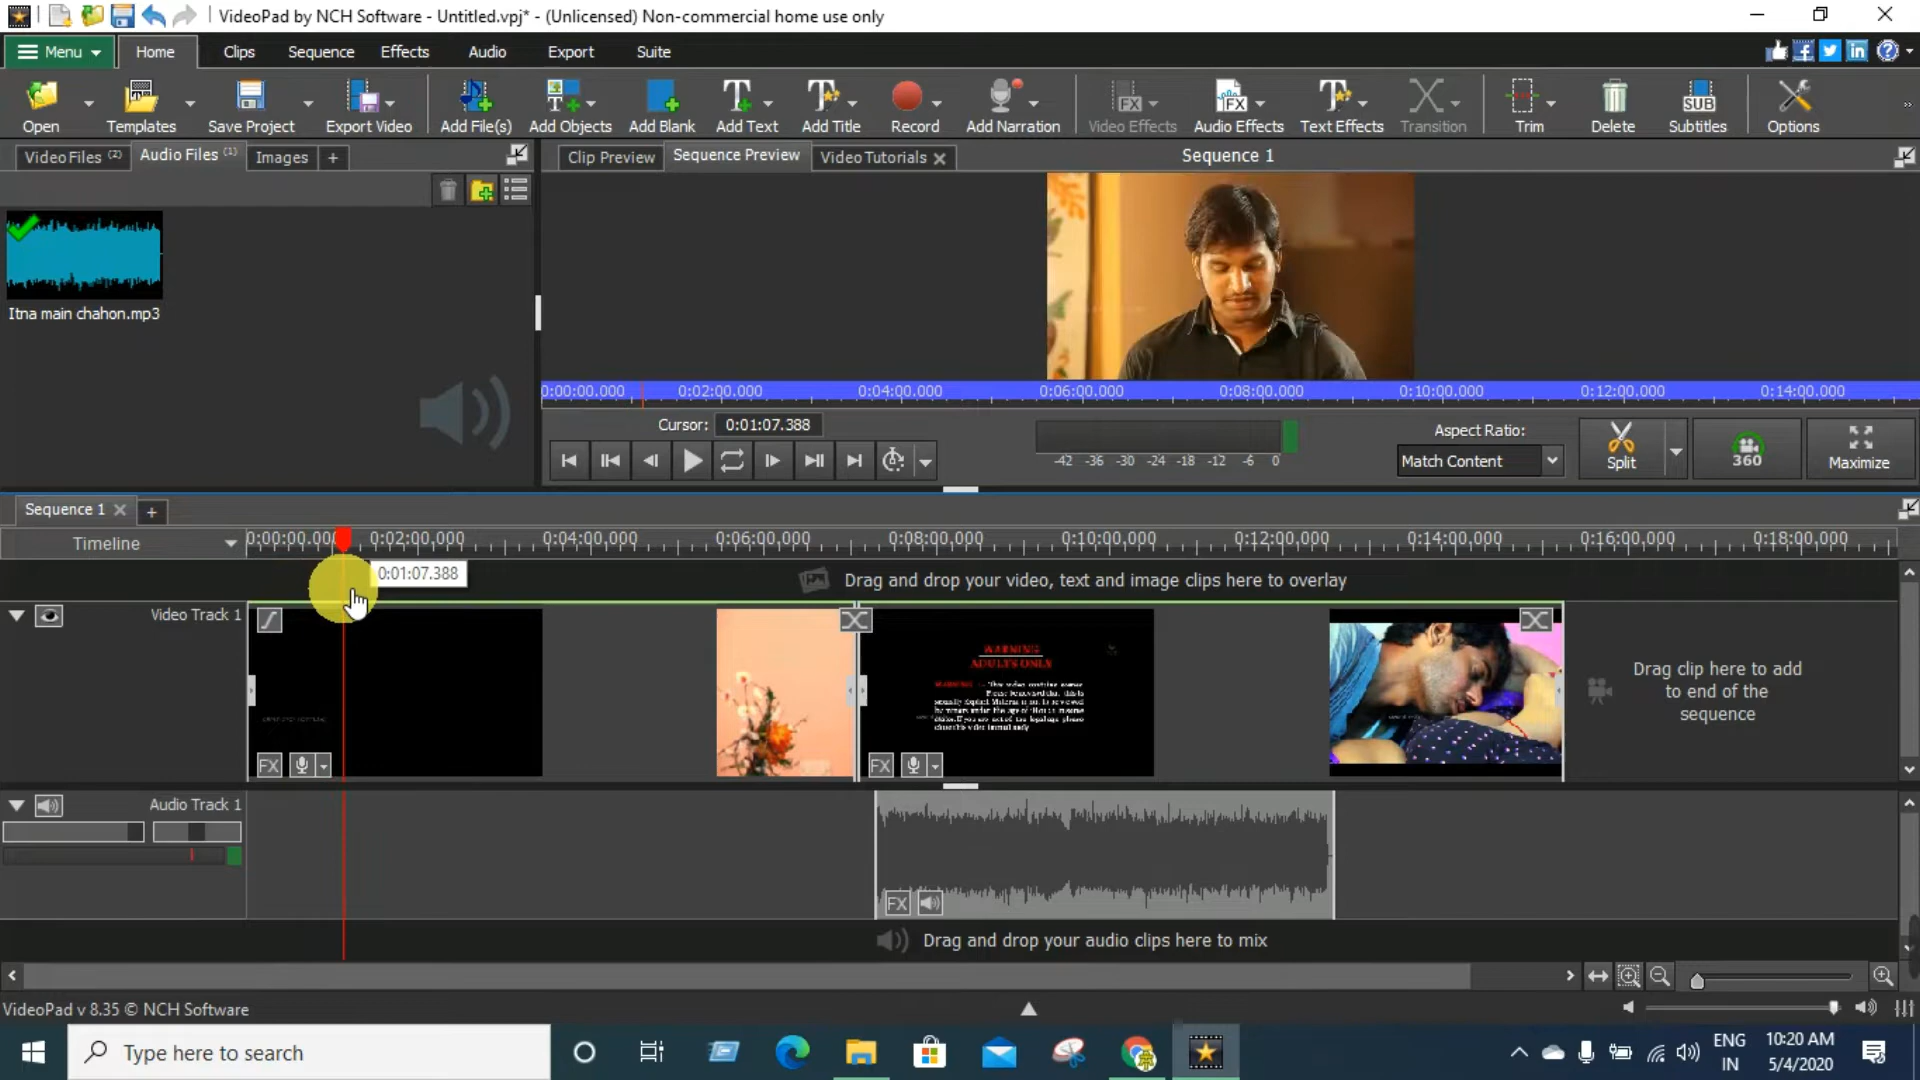 VideoPad by NCH Software - Untitled.vpj* - (Unlicensed) Non-commercial home use only
Menu Home Clips Sequence Effects Audio Export Suite
Open Templates Save Project Export Video Add File(s) Add Objects Add Blank Add Text Add Title Record Add Narration Video Effects Audio Effects Text Effects Transition Trim Delete Subtitles Options
SUB
Video Files (2) Audio Files (1) Images +
Clip Preview Sequence Preview Video Tutorials Sequence 1
Itna main chahon.mp3
0:00:00.000 0:02:00.000 0:04:00.000 0:06:00.000 0:08:00.000 0:10:00.000 0:12:00.000 0:14:00.000
Cursor: 0:01:07.388
-42 -36 -30 -24 -18 -12 -6 0
Aspect Ratio:
Match Content
Split
360
Maximize
Sequence 1
Timeline
0:00:00.00 0:02:00.000 0:04:00.000 0:06:00.000 0:08:00.000 0:10:00.000 0:12:00.000 0:14:00.000 0:16:00.000 0:18:00.000
0:01:07.388
Drag and drop your video, text and image clips here to overlay
Video Track 1
WARNING
ADULTS ONLY
Drag clip here to add
to end of the
sequence
FX FX
Audio Track 1
FX
Drag and drop your audio clips here to mix
VideoPad v 8.35 © NCH Software
Type here to search
ENG
IN
10:20 AM
5/4/2020